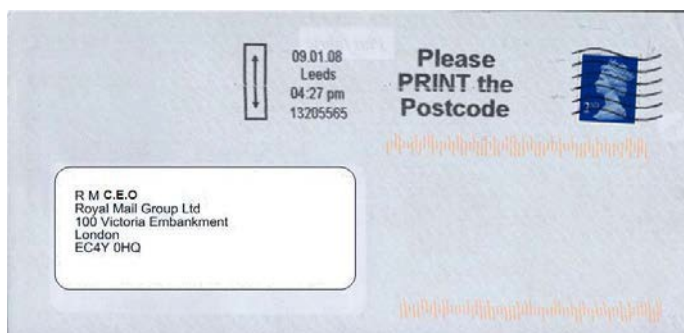 09.01.08
Leeds
04:27 pm
13205565
Please
PRINT the
Postcode
2ND
R M C.E.O
Royal Mail Group Ltd
100 Victoria Embankment
London
EC4Y 0HQ